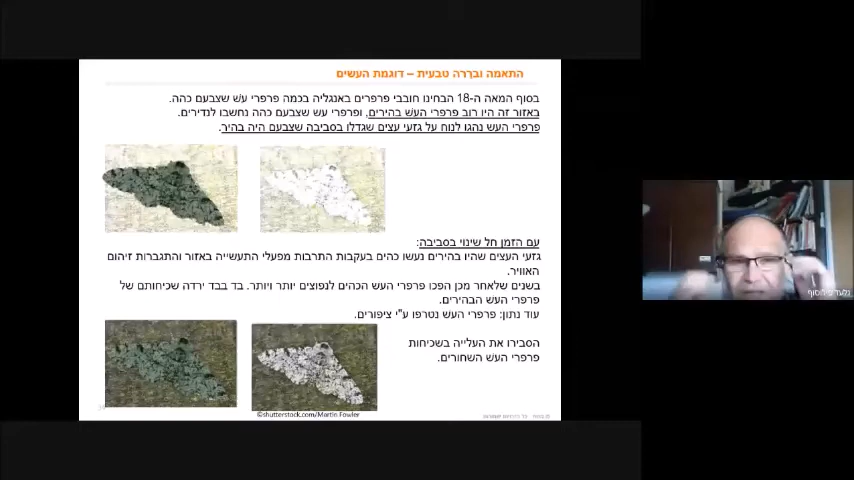 התאמה וברֵרה טבעית – דוגמת העשים
בסוף המאה ה-18 הבחינו חובבי פרפרים באנגליה בכמה פרפרי עש שצבעם כהה.
באזור זה היו רוב פרפרי העש בהירים, ופרפרי עש שצבעם כהה נחשבו לנדירים.
פרפרי העש נהגו לנוח על גזעי עצים שגדלו בסביבה שצבעם היה בהיר.
עם הזמן חל שינוי בסביבה:
גזעי העצים שהיו בהירים נעשו כהים בעקבות התרבות מפעלי התעשייה באזור והתגברות זיהום
האוויר.
בשנים שלאחר מכן הפכו פרפרי העש הכהים לנפוצים יותר ויותר. בד בבד ירדה שכיחותם של
פרפרי העש הבהירים.
עוד נתון: פרפרי העש נטרפו ע"י ציפורים.
הסבירו את העלייה בשכיחות
פרפרי העש השחורים.
©shutterstock.com/Martin Fowler